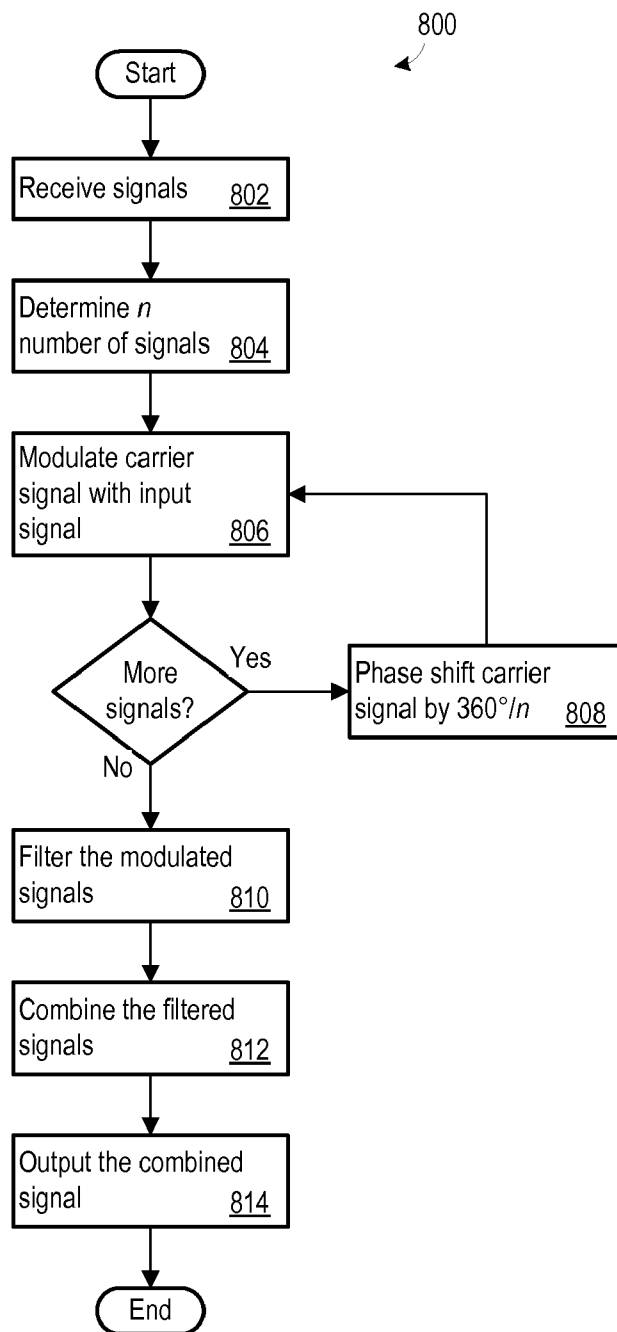 800
Start
Receive signals 802
Determine n
number of signals 804
Modulate carrier
signal with input
signal 806
More
signals?
Yes
No
Phase shift carrier
signal by 360°/n 808
Filter the modulated
signals 810
Combine the filtered
signals 812
Output the combined
signal 814
End